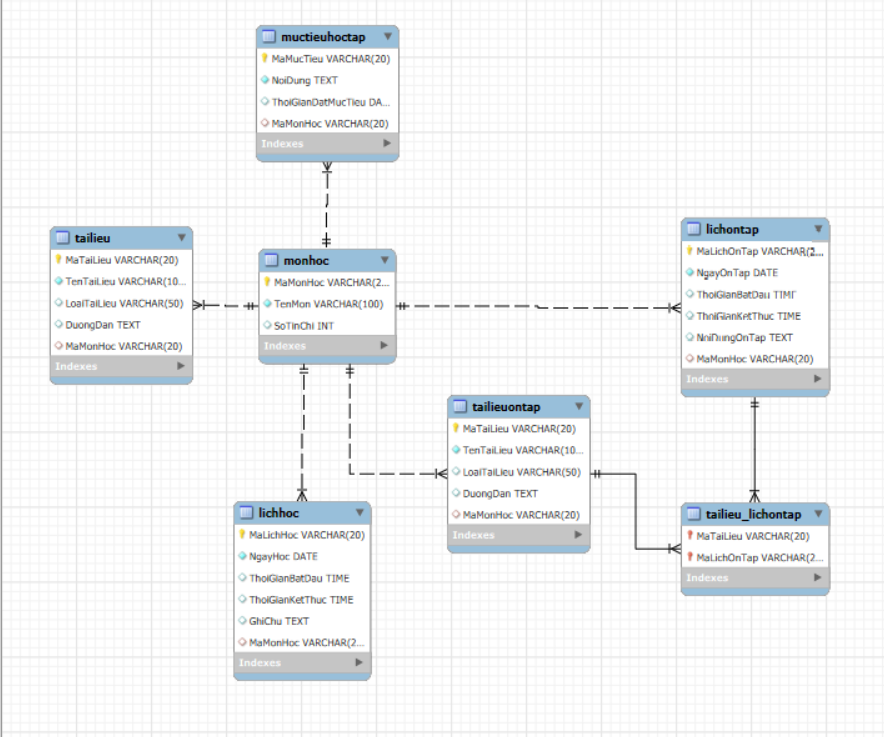 muctieuhoctap
MaMucTieu VARCHAR(20)
NoiDung TEXT
ThoiGianDatMucTieu DA...
MaMonHoc VARCHAR(20)
Indexes
tailieu
MaTaiLieu VARCHAR(20)
TenTaiLieu VARCHAR(10...
LoaiTaiLieu VARCHAR(50)
DuongDan TEXT
MaMonHoc VARCHAR(20)
Indexes
monhoc
MaMonHoc VARCHAR(2...
TenMon VARCHAR(100)
SoTinChi INT
Indexes
lichontap
MaLichOnTap VARCHAR(2...
NgayOnTap DATE
ThoiGianBatDau TIME
ThoiGianKetThuc TIME
NoiDungOnTap TEXT
MaMonHoc VARCHAR(20)
Indexes
tailieuontap
MaTaiLieu VARCHAR(20)
TenTaiLieu VARCHAR(10...
LoaiTaiLieu VARCHAR(50)
DuongDan TEXT
MaMonHoc VARCHAR(20)
Indexes
lichhoc
MaLichHoc VARCHAR(20)
NgayHoc DATE
ThoiGianBatDau TIME
ThoiGianKetThuc TIME
GhiChu TEXT
MaMonHoc VARCHAR(2...
Indexes
tailieu_lichontap
MaTaiLieu VARCHAR(20)
MaLichOnTap VARCHAR(2...
Indexes